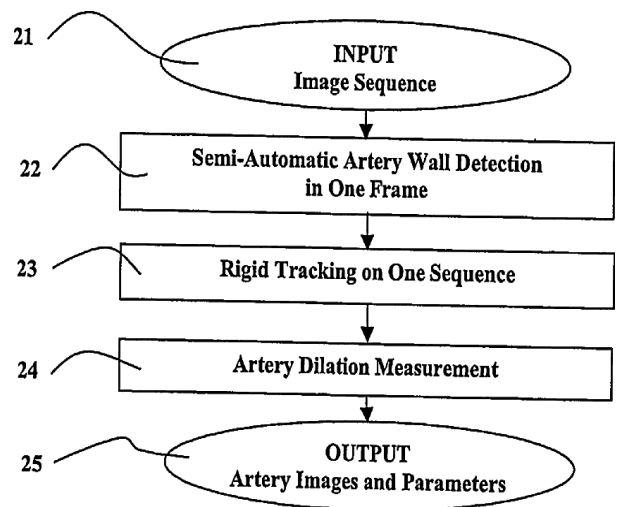 21
INPUT
Image Sequence
22
Semi-Automatic Artery Wall Detection
in One Frame
23
Rigid Tracking on One Sequence
24
Artery Dilation Measurement
25
OUTPUT
Artery Images and Parameters